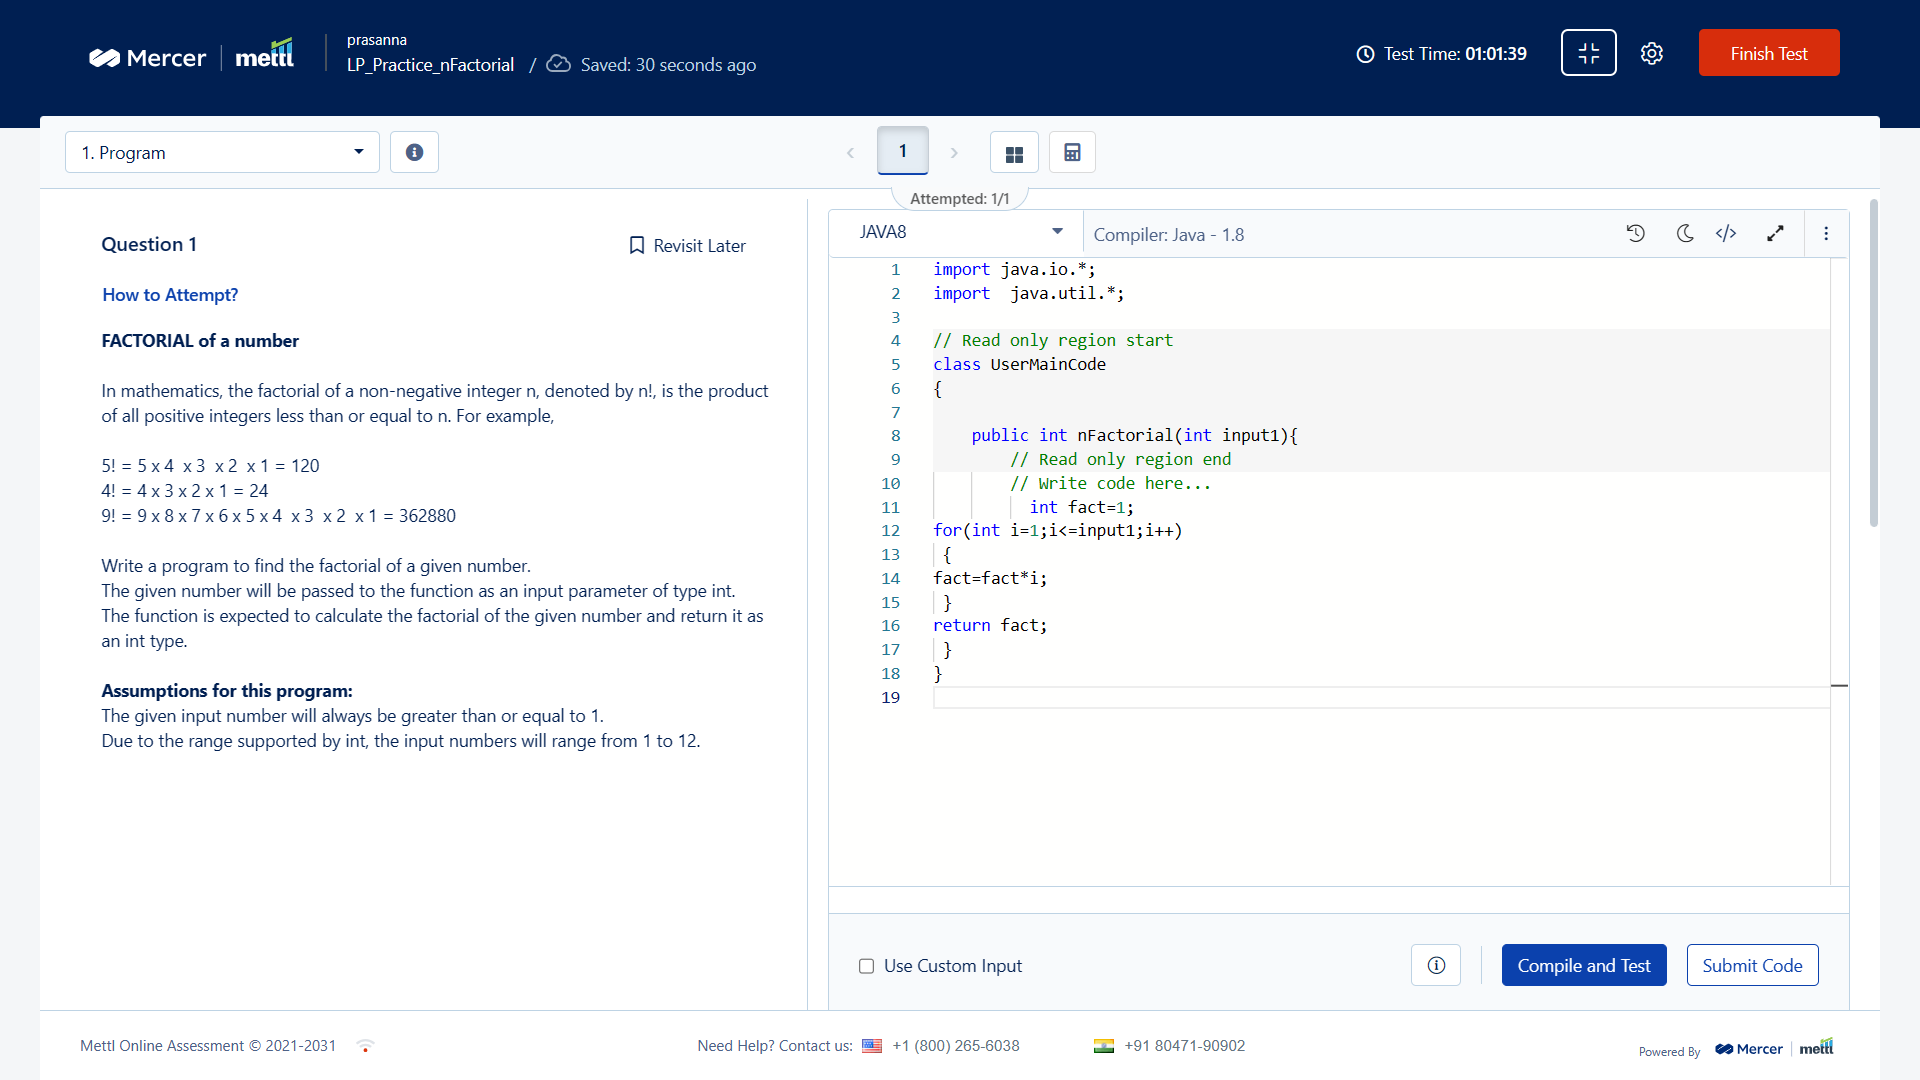 Mercer
mettl
prasanna
LP_Practice_nFactorial / Saved: 30 seconds ago
Test Time: 01:01:39
Finish Test
1. Program
1
Attempted: 1/1
Question 1
Revisit Later
How to Attempt?
FACTORIAL of a number
In mathematics, the factorial of a non-negative integer n, denoted by n!, is the product
of all positive integers less than or equal to n. For example,
5! = 5 x 4  x 3  x 2  x 1 = 120
4! = 4 x 3 x 2 x 1 = 24
9! = 9 x 8 x 7 x 6 x 5 x 4  x 3  x 2  x 1 = 362880
Write a program to find the factorial of a given number.
The given number will be passed to the function as an input parameter of type int.
The function is expected to calculate the factorial of the given number and return it as
an int type.
Assumptions for this program:
The given input number will always be greater than or equal to 1.
Due to the range supported by int, the input numbers will range from 1 to 12.
JAVA8
Compiler: Java - 1.8
1 import java.io.*;
2 import  java.util.*;
3
4 // Read only region start
5 class UserMainCode
6 {
7
8     public int nFactorial(int input1){
9         // Read only region end
10         // Write code here...
11           int fact=1;
12 for(int i=1;i<=input1;i++)
13  {
14 fact=fact*i;
15  }
16 return fact;
17  }
18 }
19
Use Custom Input
Compile and Test
Submit Code
Mettl Online Assessment © 2021-2031
Need Help? Contact us: +1 (800) 265-6038
+91 80471-90902
Powered By
Mercer
mettl